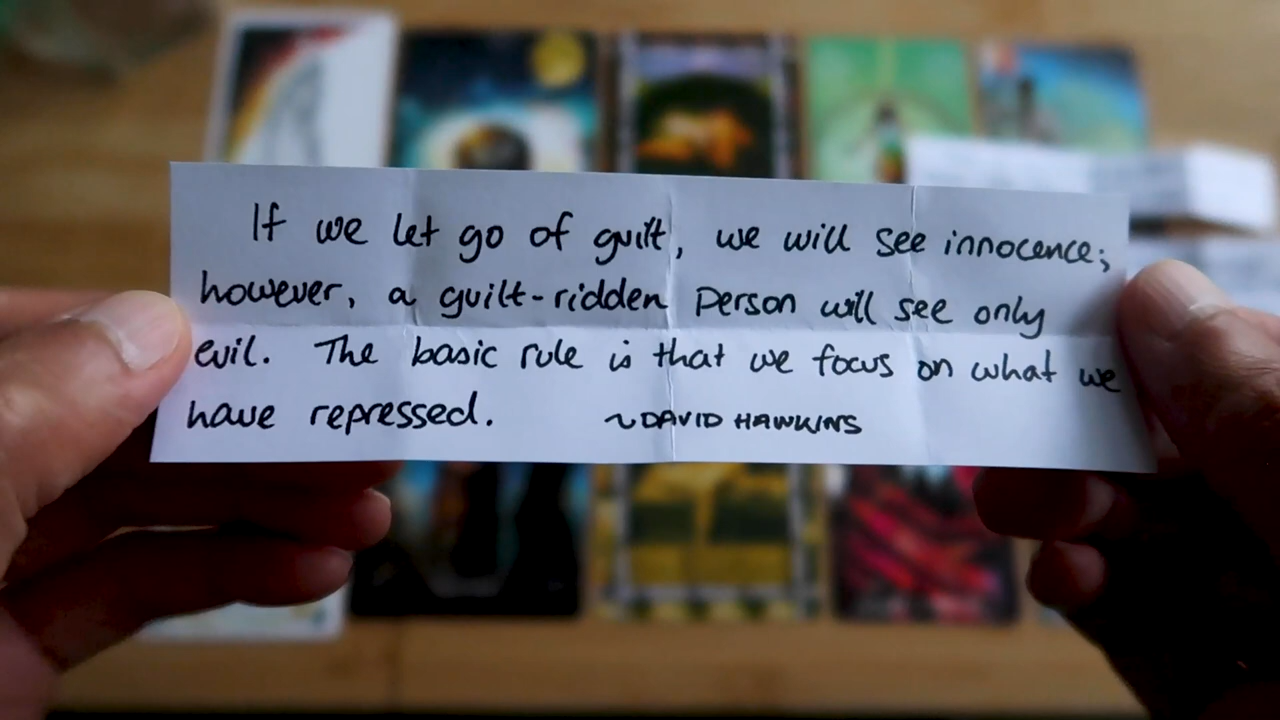 If we let go of guilt, we will see innocence;
however, a guilt-ridden person will see only
evil. The basic rule is that we focus on what we
have repressed. ~DAVID HAWKINS